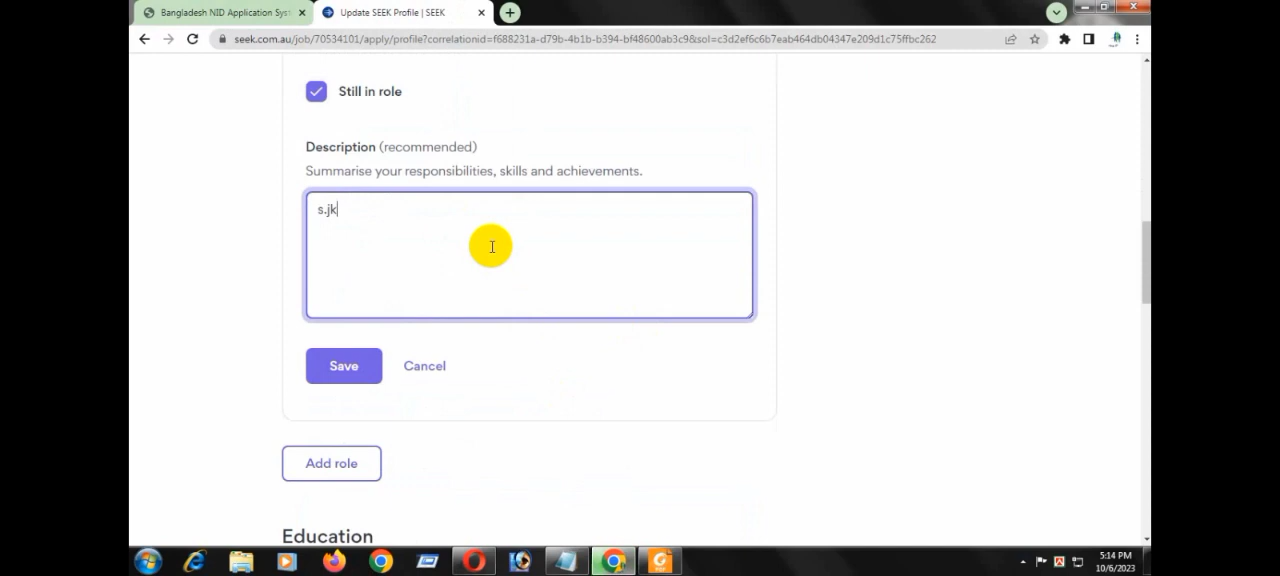 Bangladesh NID Application Syst
Update SEEK Profile | SEEK
seek.com.au/job/70534101/apply/profile?correlationid=f688231a-d79b-4b1b-b394-bf48600ab3c9&sol=c3d2ef6c6b7eab464db04347e209d1c75ffbc262
Still in role
Description (recommended)
Summarise your responsibilities, skills and achievements.
s.jk
Save Cancel
Add role
Education
5:14 PM
10/6/2023